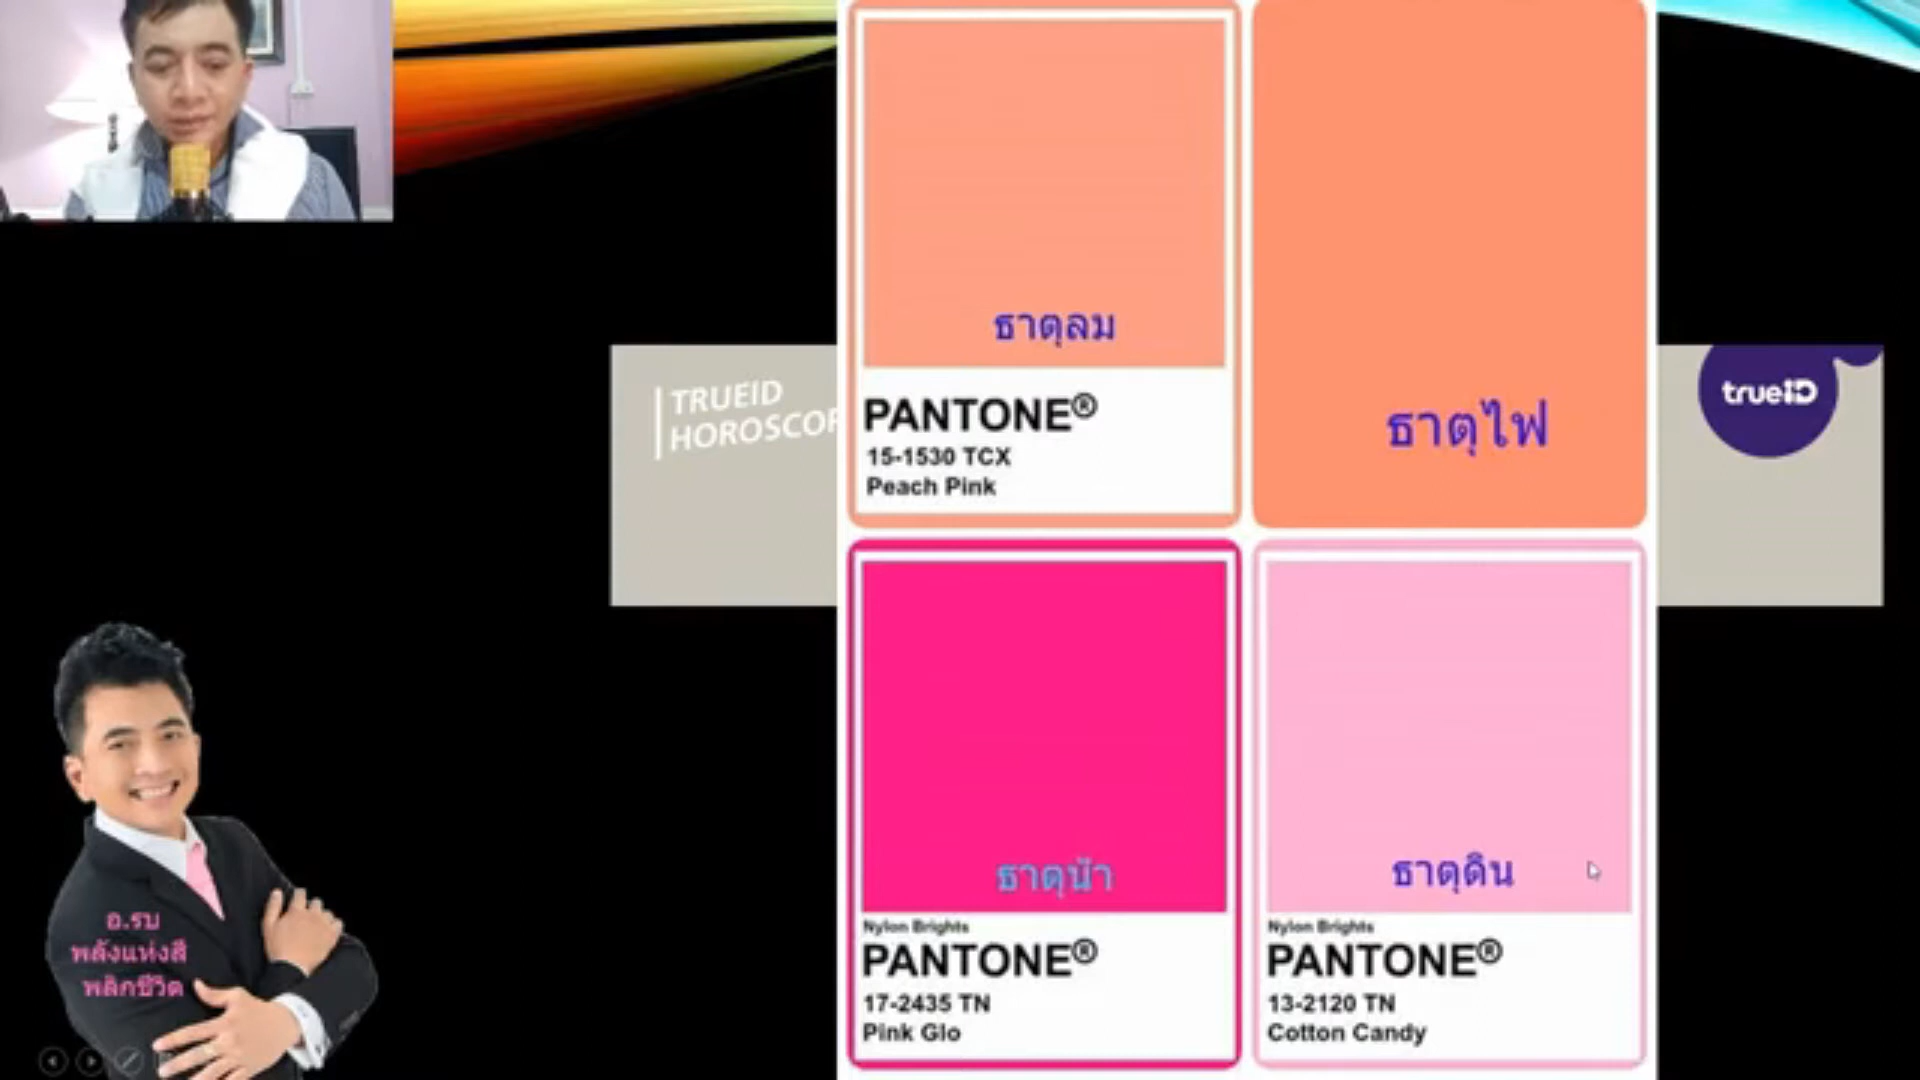 ธาตุลม
PANTONE®
15-1530 TCX
Peach Pink
ธาตุไฟ
TRUEID
HOROSCOP
trueID
ธาตุน้ำ
Nylon Brights
PANTONE®
17-2435 TN
Pink Glo
ธาตุดิน
Nylon Brights
PANTONE®
13-2120 TN
Cotton Candy
อ.รบ
พลังแห่งสี
พลิกชีวิต